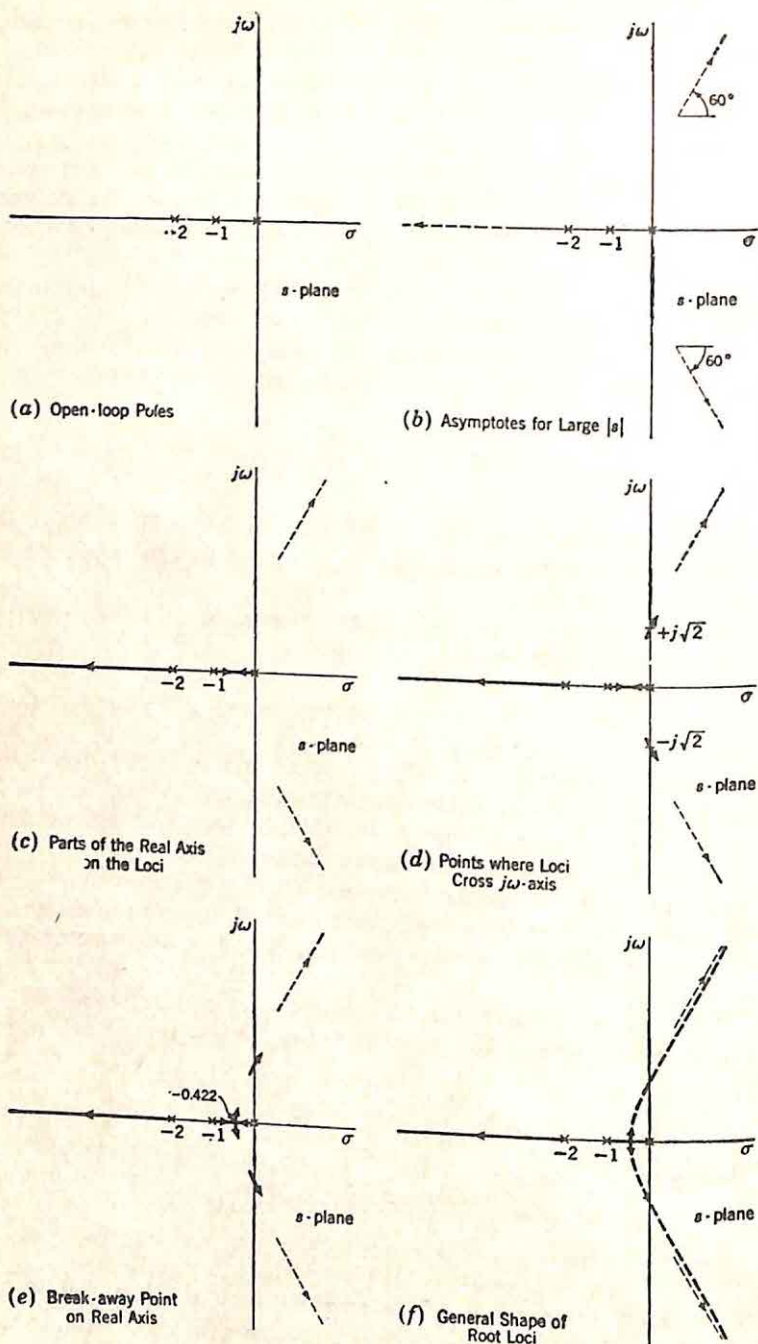 jω
-2
-1
σ
s-plane
(a) Open-loop Poles
jω
60°
-2
-1
σ
s-plane
60°
(b) Asymptotes for Large |s|
jω
-2
-1
σ
s-plane
(c) Parts of the Real Axis
on the Loci
jω
+j√2
-2
-1
σ
-j√2
s-plane
(d) Points where Loci
Cross jω-axis
jω
-0.422
-2
-1
σ
s-plane
(e) Break-away Point
on Real Axis
jω
-2
-1
σ
s-plane
(f) General Shape of
Root Loci